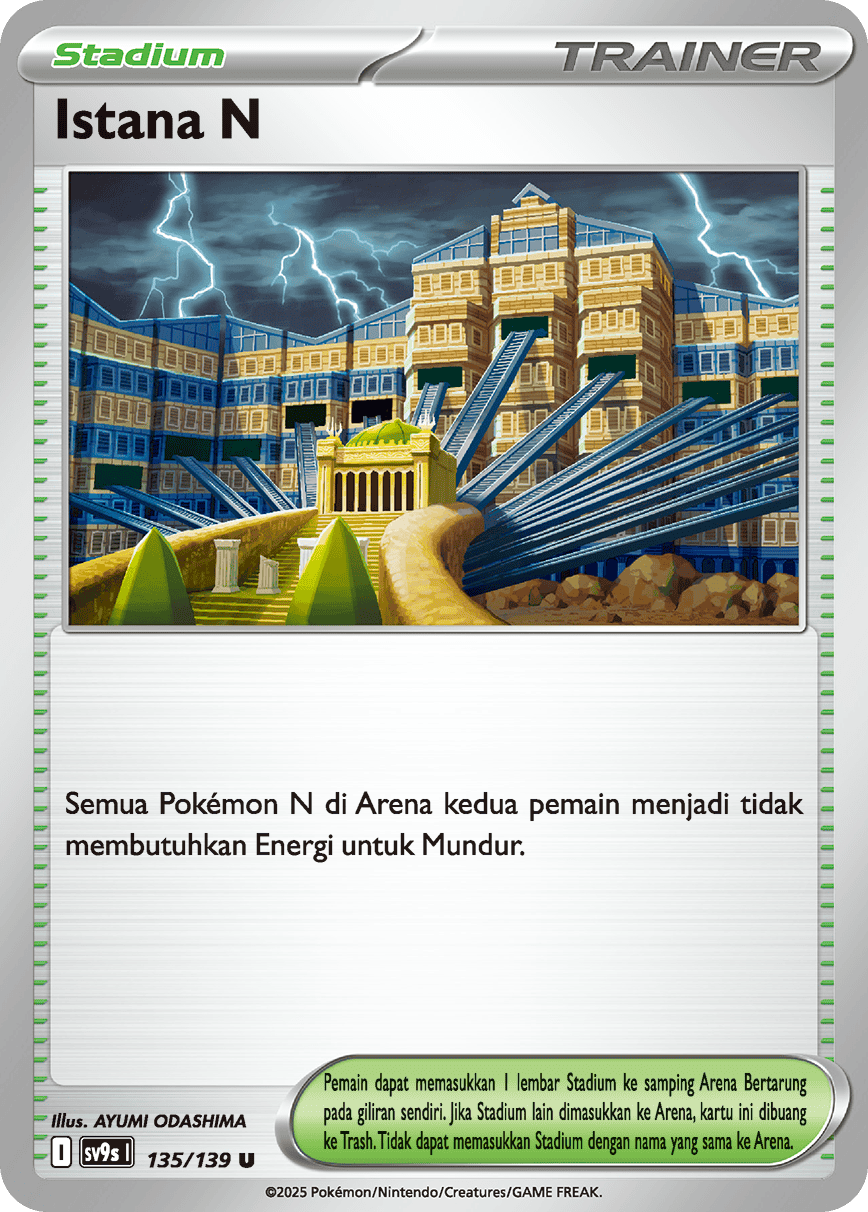 Stadium
TRAINER
Istana N
Semua Pokémon N di Arena kedua pemain menjadi tidak
membutuhkan Energi untuk Mundur.
Pemain dapat memasukkan 1 lembar Stadium ke samping Arena Bertarung
pada giliran sendiri. Jika Stadium lain dimasukkan ke Arena, kartu ini dibuang
ke Trash. Tidak dapat memasukkan Stadium dengan nama yang sama ke Arena.
Illus. AYUMI ODASHIMA
I sv9s I 135/139 U
©2025 Pokémon/Nintendo/Creatures/GAME FREAK.